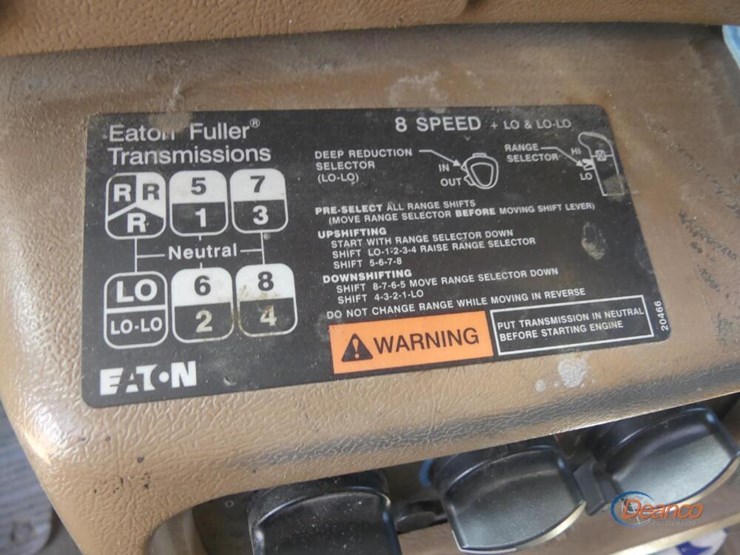 Eaton Fuller®
Transmissions
8 SPEED + LO & LO-LO
DEEP REDUCTION
SELECTOR
(LO-LO)
IN
OUT
RANGE
SELECTOR
HI
LO
R R
R
5
1
7
3
Neutral
LO
LO-LO
6
2
8
4
PRE-SELECT ALL RANGE SHIFTS
(MOVE RANGE SELECTOR BEFORE MOVING SHIFT LEVER)
UPSHIFTING
START WITH RANGE SELECTOR DOWN
SHIFT LO-1-2-3-4 RAISE RANGE SELECTOR
SHIFT 5-6-7-8
DOWNSHIFTING
SHIFT 8-7-6-5 MOVE RANGE SELECTOR DOWN
SHIFT 4-3-2-1-LO
DO NOT CHANGE RANGE WHILE MOVING IN REVERSE
WARNING
PUT TRANSMISSION IN NEUTRAL
BEFORE STARTING ENGINE
20466
EATON
Deanco